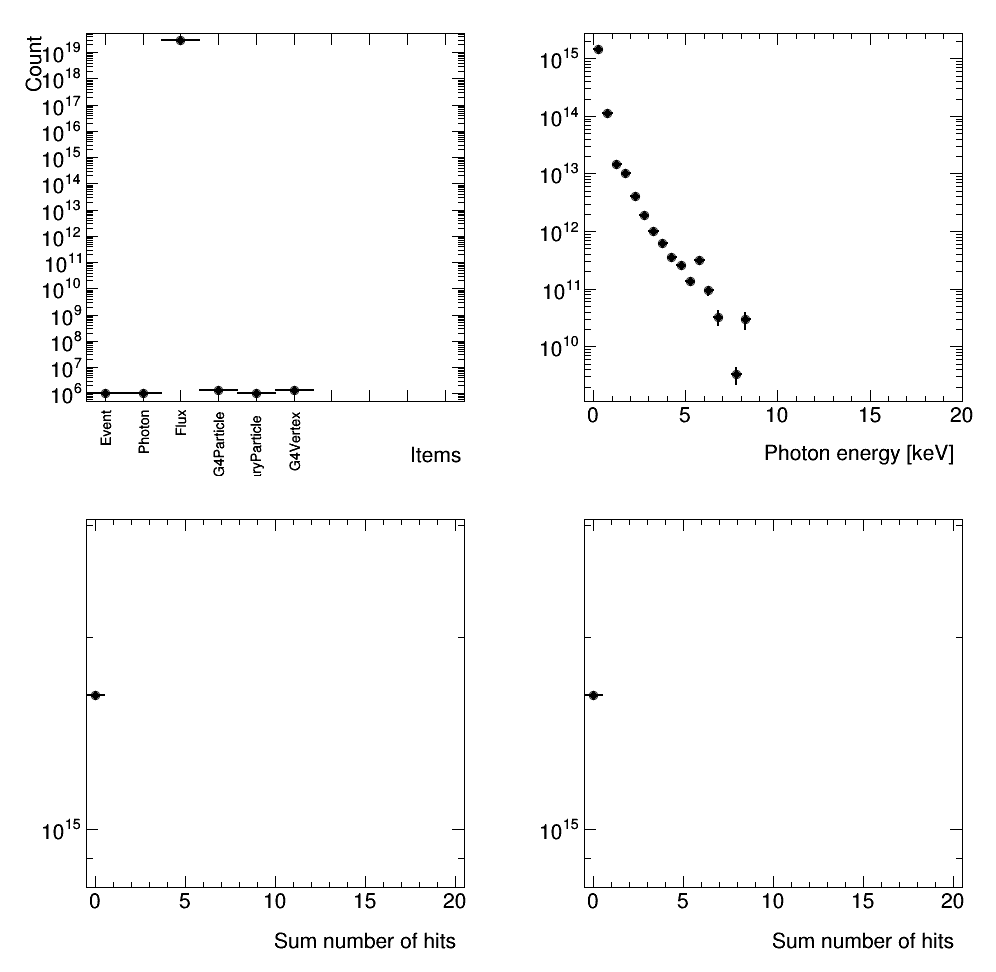 Count
10^19
10^18
10^17
10^16
10^15
10^14
10^13
10^12
10^11
10^10
10^9
10^8
10^7
10^6
Event
Photon
Flux
G4Particle
ryParticle
G4Vertex
Items
10^15
10^14
10^13
10^12
10^11
10^10
0 5 10 15 20
Photon energy [keV]
10^15
0 5 10 15 20
Sum number of hits
10^15
0 5 10 15 20
Sum number of hits